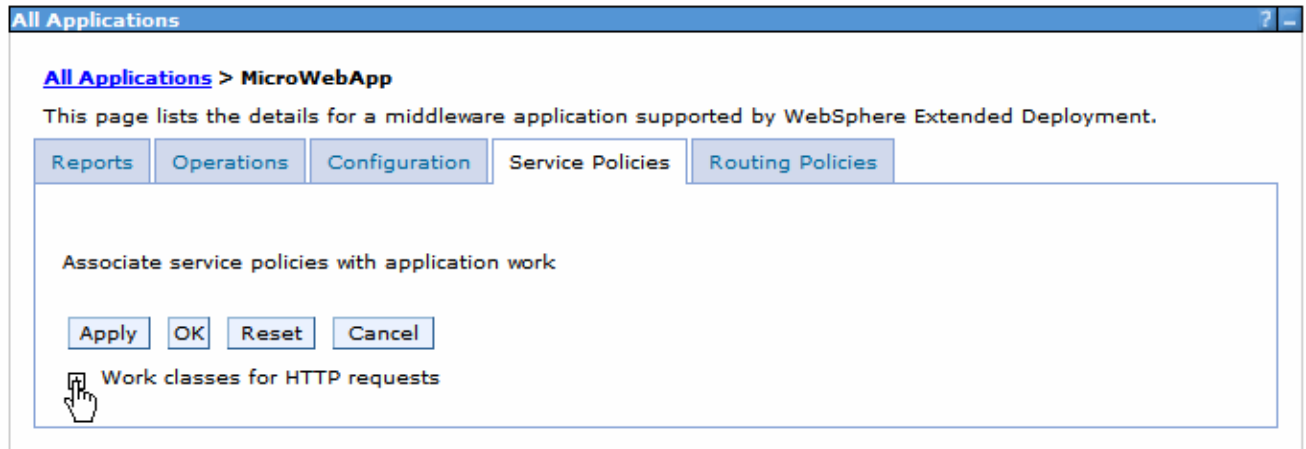 All Applications ? -
All Applications > MicroWebApp
This page lists the details for a middleware application supported by WebSphere Extended Deployment.
Reports Operations Configuration Service Policies Routing Policies
Associate service policies with application work
Apply OK Reset Cancel
+ Work classes for HTTP requests